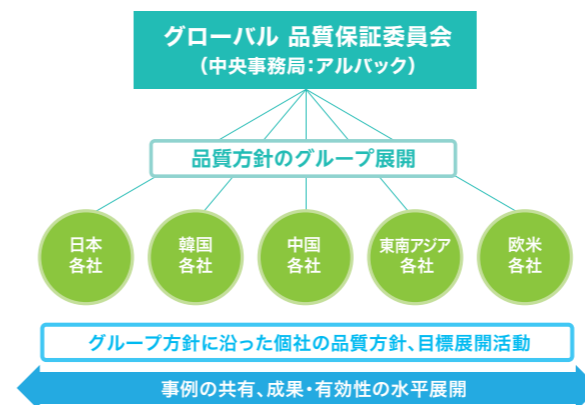 グローバル 品質保証委員会
（中央事務局：アルバック）
品質方針のグループ展開
日本
各社
韓国
各社
中国
各社
東南アジア
各社
欧米
各社
グループ方針に沿った個社の品質方針、目標展開活動
事例の共有、成果・有効性の水平展開